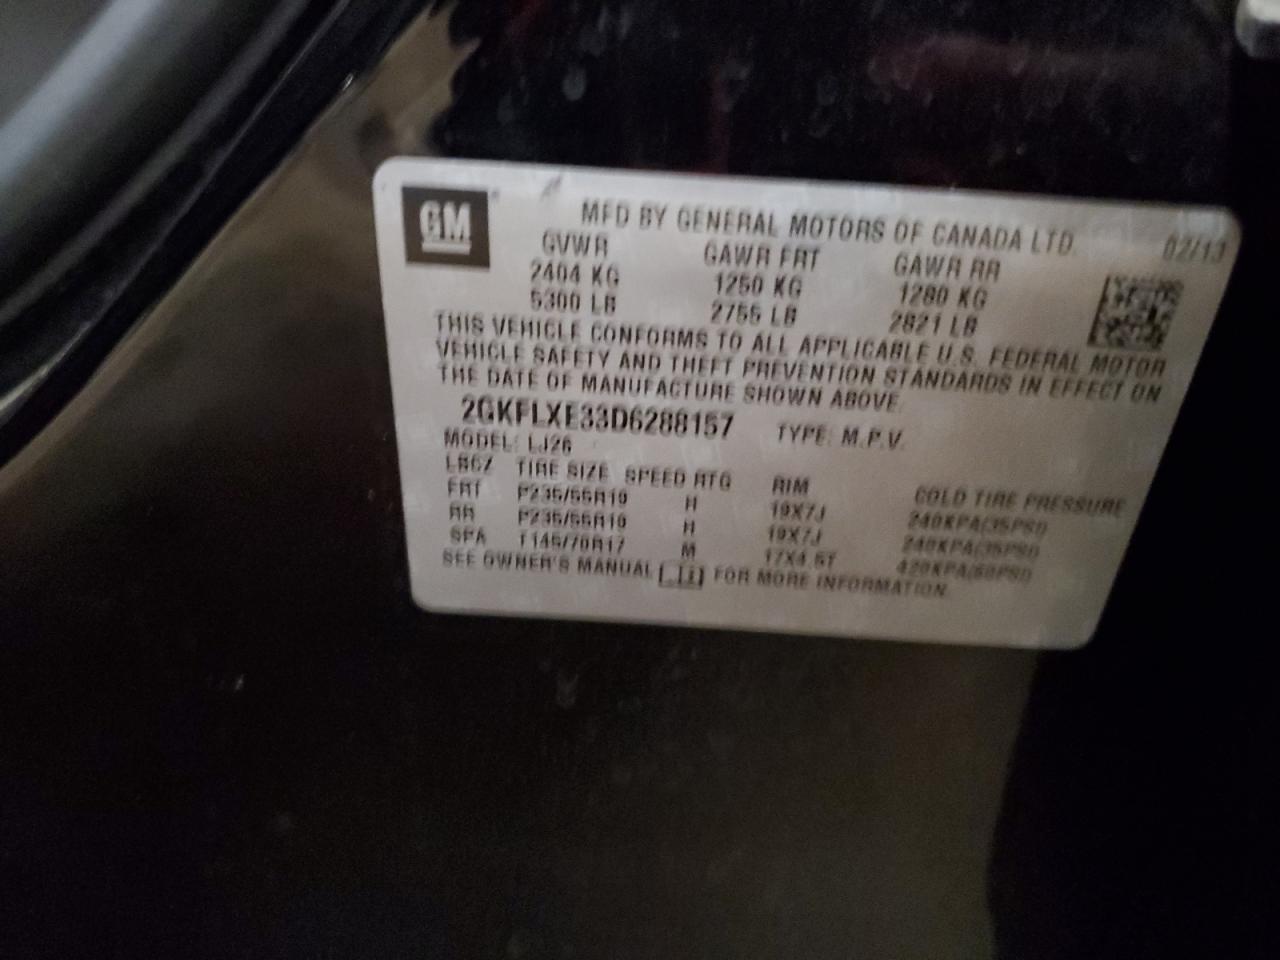 GM
MFD BY GENERAL MOTORS OF CANADA LTD. 02/13
GVWR GAWR FRT GAWR RR
2404 KG 1250 KG 1280 KG
5300 LB 2755 LB 2821 LB
THIS VEHICLE CONFORMS TO ALL APPLICABLE U.S. FEDERAL MOTOR
VEHICLE SAFETY AND THEFT PREVENTION STANDARDS IN EFFECT ON
THE DATE OF MANUFACTURE SHOWN ABOVE.
2GKFLXE33D6288157 TYPE: M.P.V.
MODEL: LJ26
TIRE SIZE SPEED RTG RIM COLD TIRE PRESSURE
FRT P235/55R19 H 19X7J 240KPA(35PSI)
RR P235/55R19 H 19X7J 240KPA(35PSI)
SPA T145/70R17 M 17X4.5T 420KPA(60PSI)
SEE OWNER'S MANUAL FOR MORE INFORMATION.